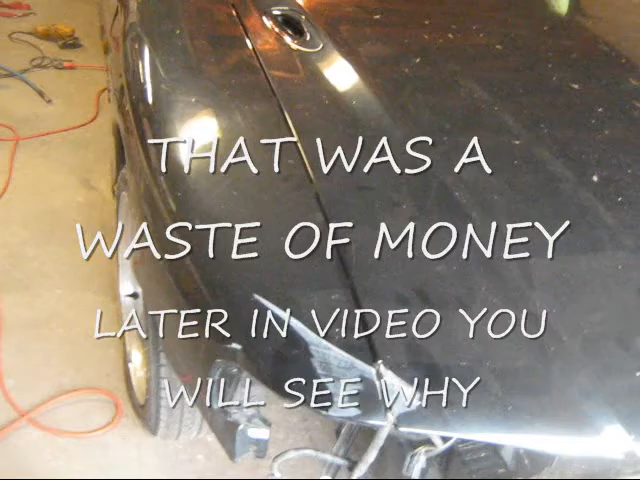 THAT WAS A
WASTE OF MONEY
LATER IN VIDEO YOU
WILL SEE WHY